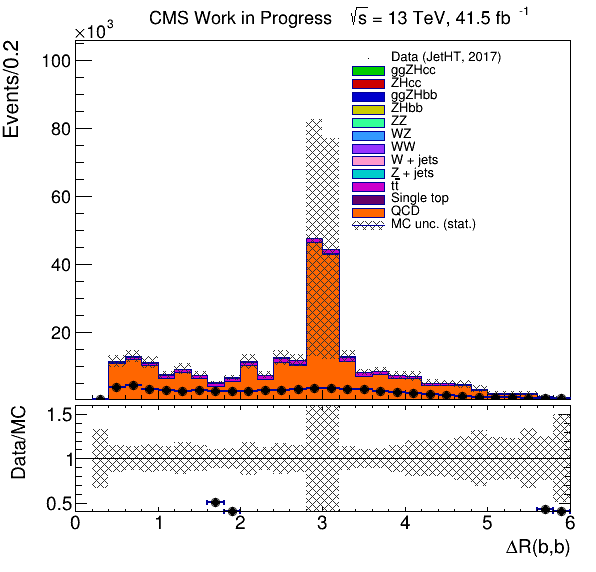 CMS Work in Progress √s = 13 TeV, 41.5 fb⁻¹
×10³
Events/0.2
100
80
60
40
20
Data (JetHT, 2017)
ggZHcc
ZHcc
ggZHbb
ZHbb
ZZ
WZ
WW
W + jets
Z + jets
tt̅
Single top
QCD
MC unc. (stat.)
Data/MC
1.5
1
0.5
0 1 2 3 4 5 6
ΔR(b,b)